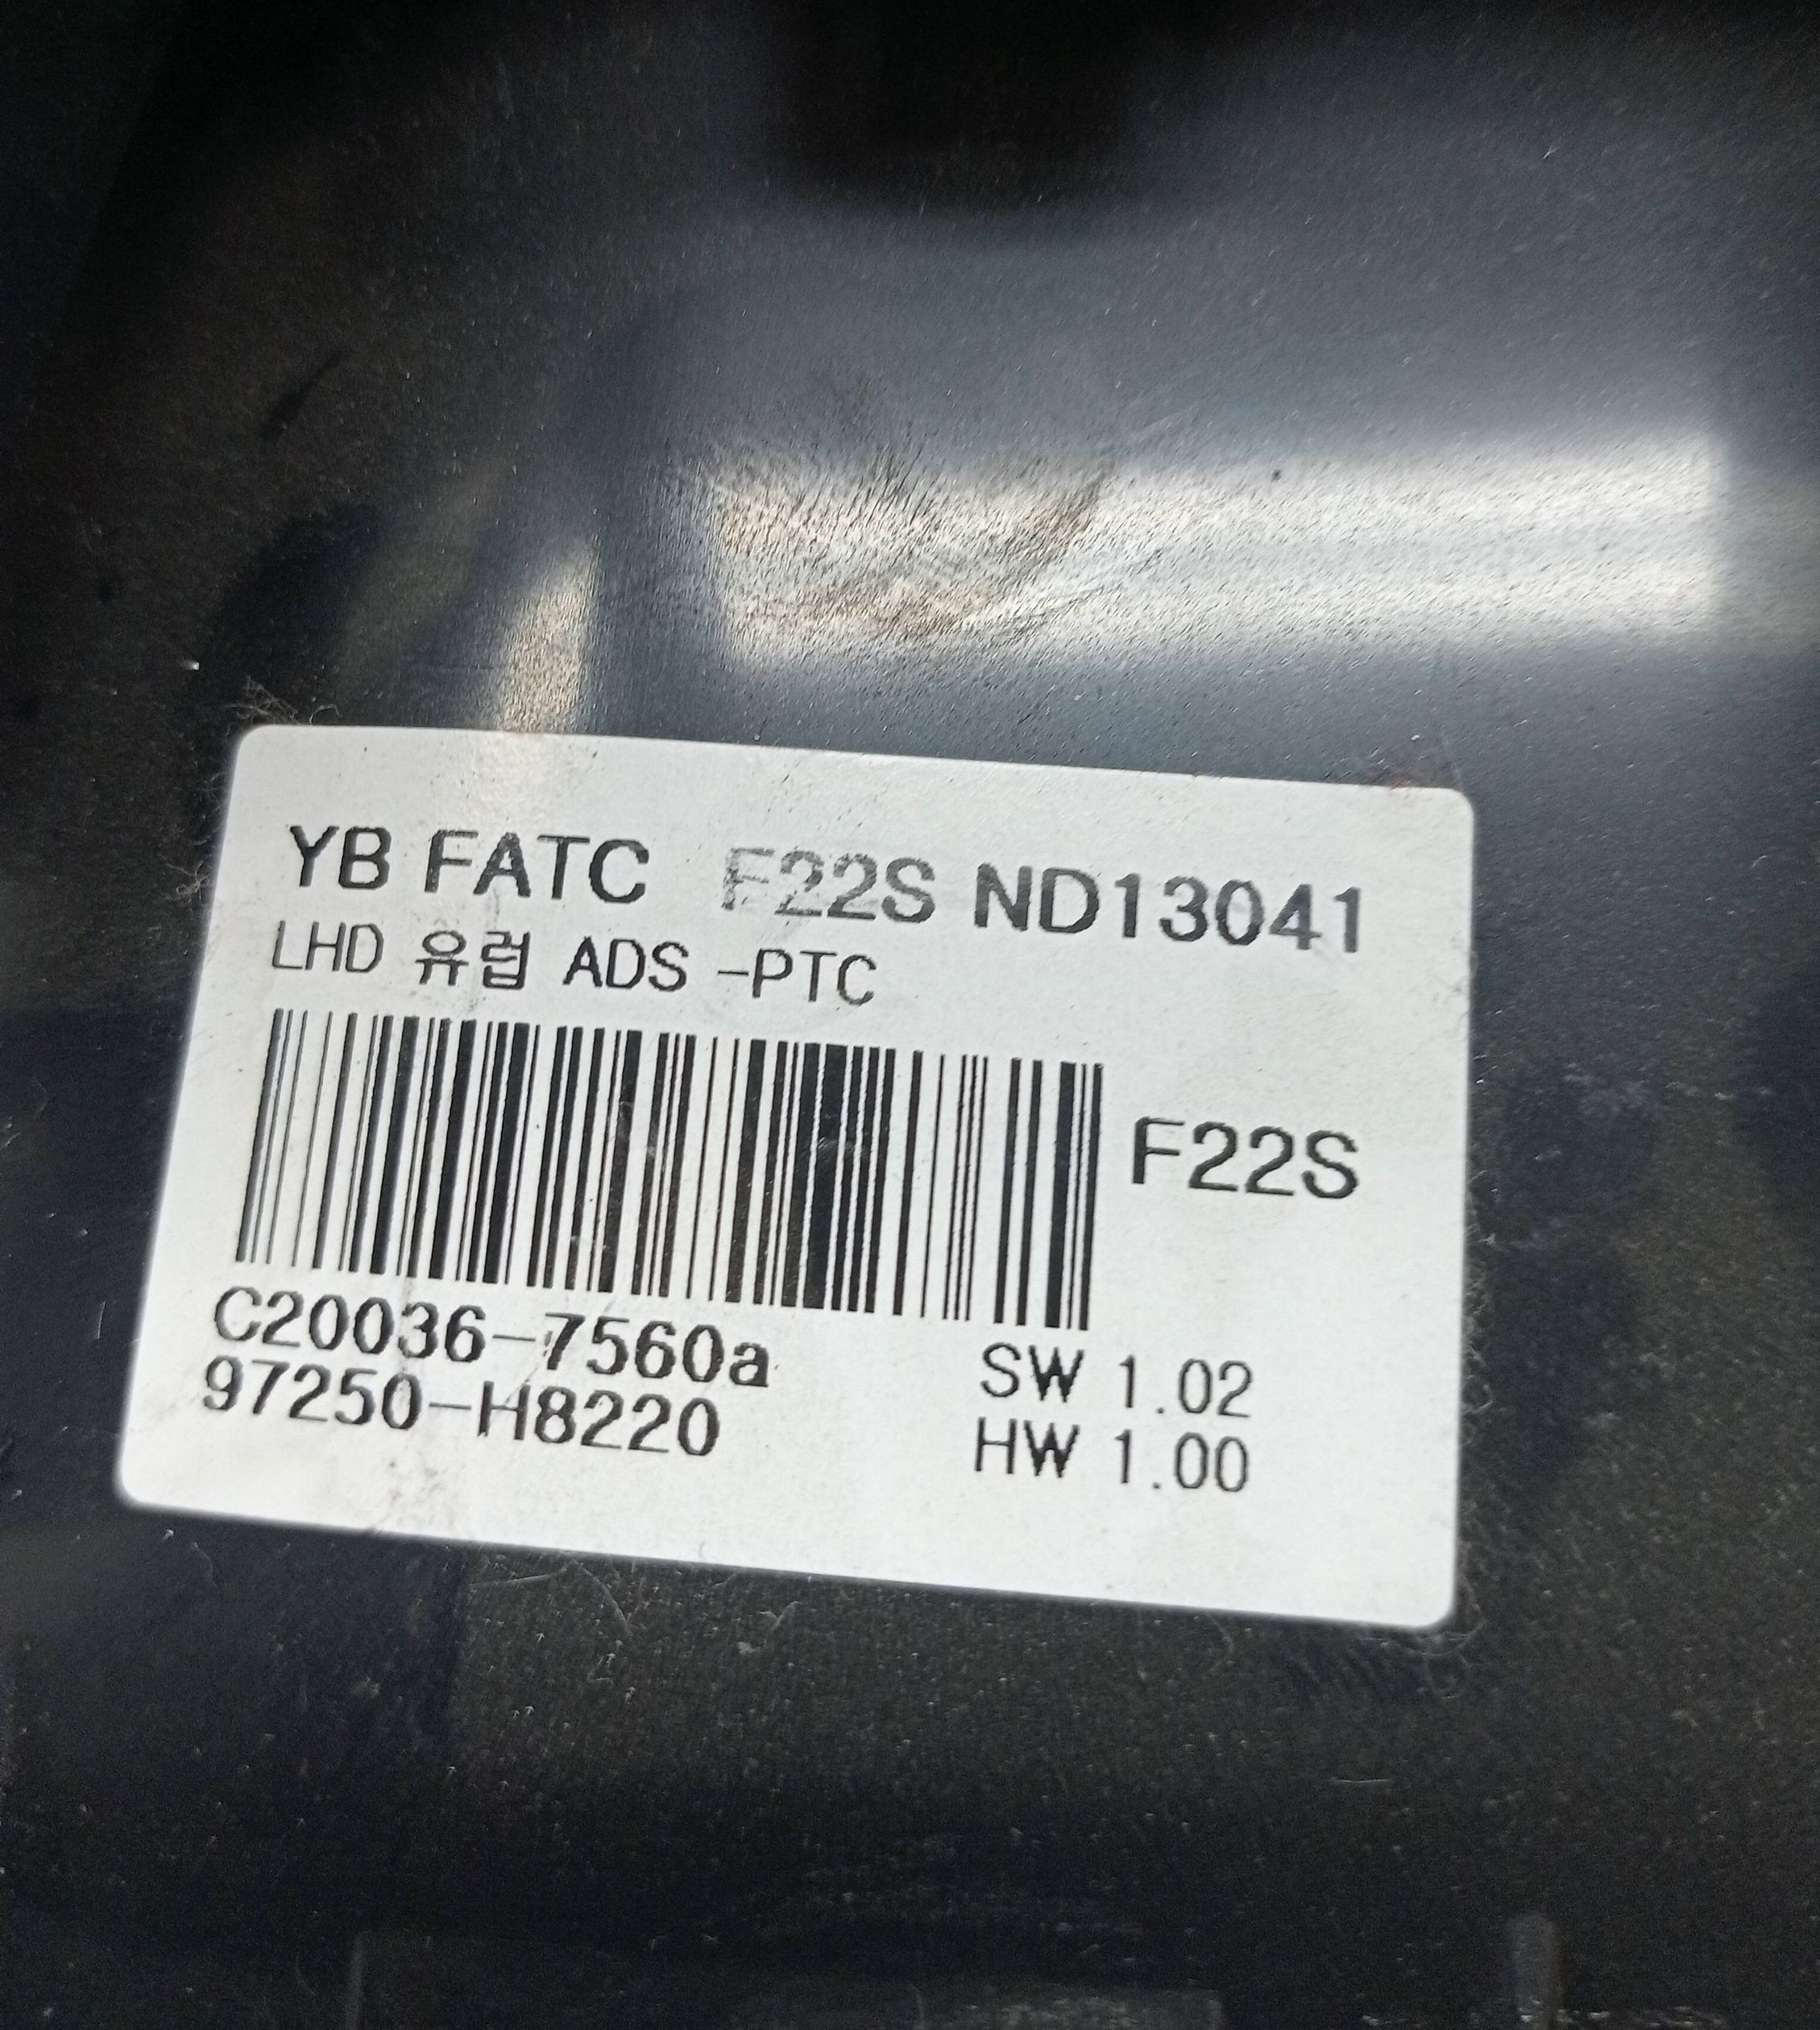 YB FATC F22S ND13041
LHD 유럽 ADS -PTC
F22S
C20036-7560a
97250-H8220
SW 1.02
HW 1.00